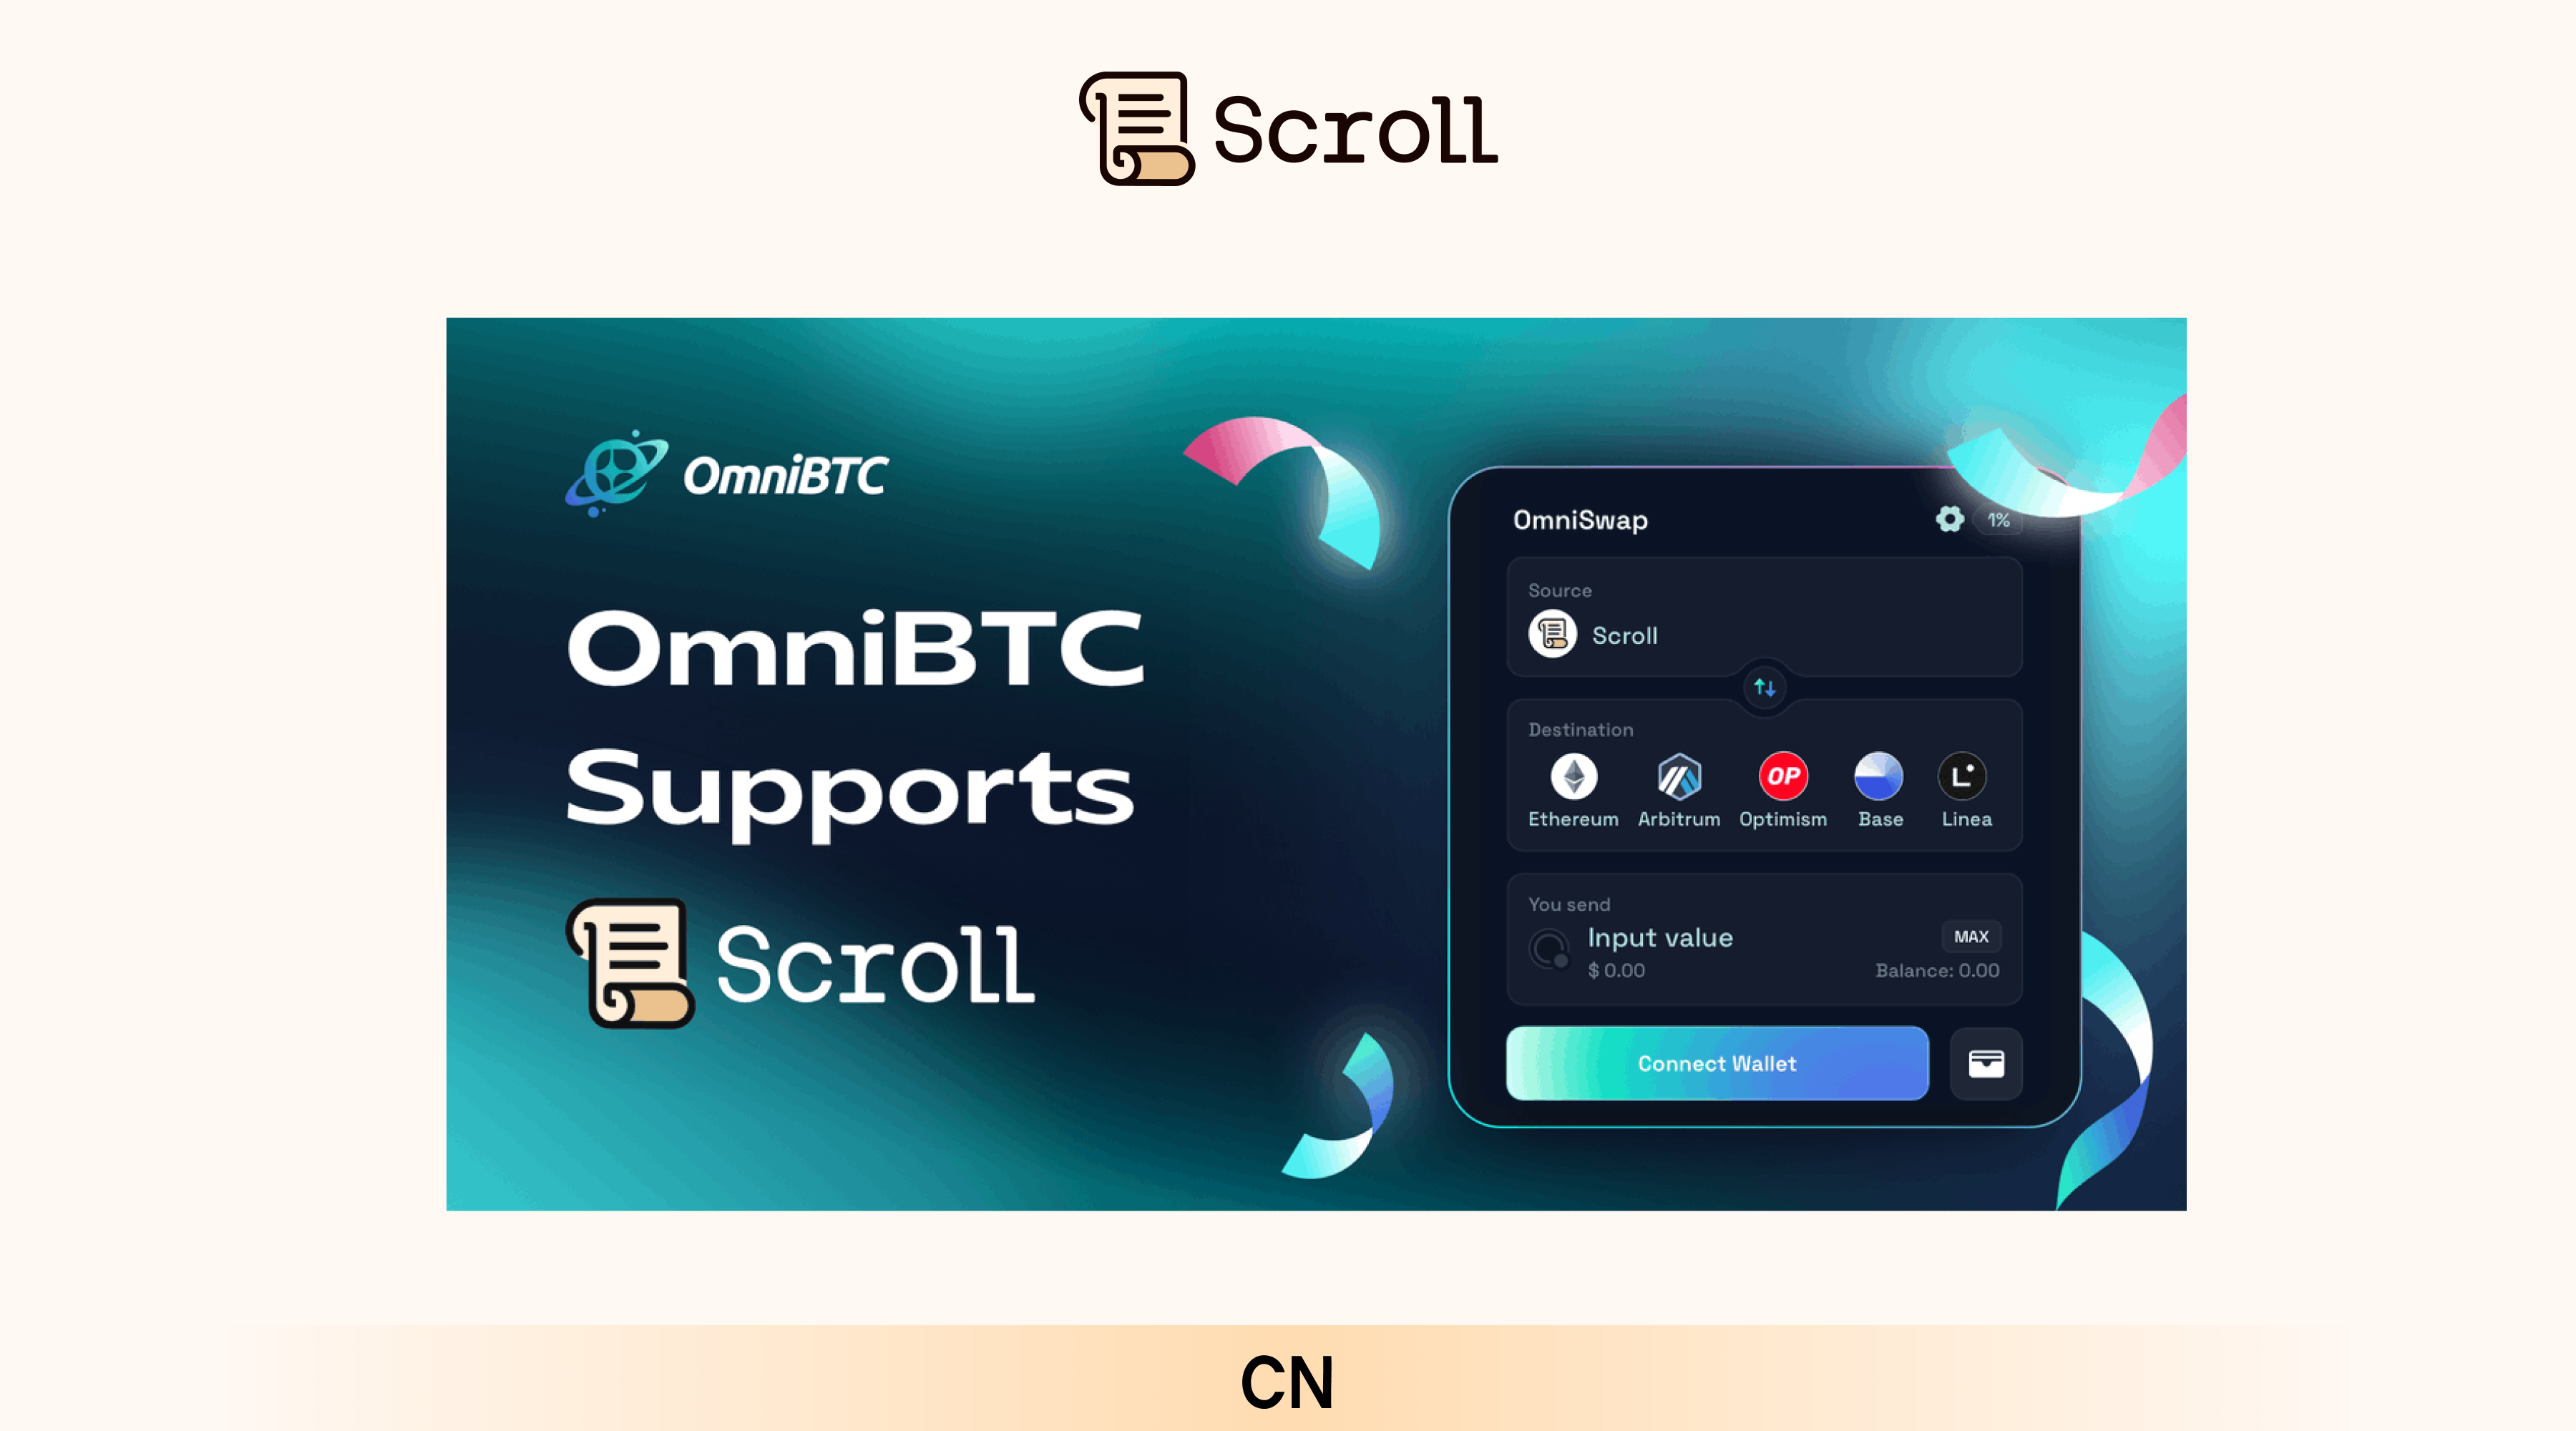 Scroll
OmniBTC
OmniBTC
Supports
Scroll
OmniSwap
1%
Source
Scroll
Destination
OP
Ethereum Arbitrum Optimism Base Linea
You send
Input value
MAX
$ 0.00
Balance: 0.00
Connect Wallet
CN